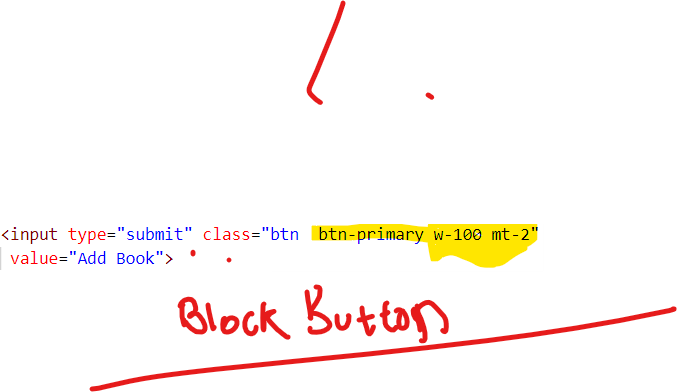 <input type="submit" class="btn  btn-primary w-100 mt-2"
value="Add Book">
Block Button